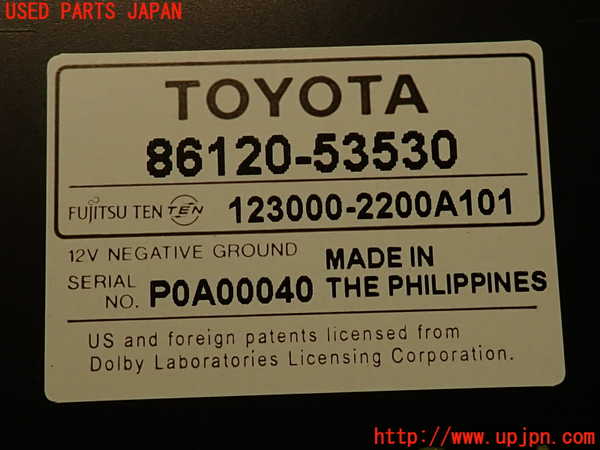 USED PARTS JAPAN
TOYOTA
86120-53530
FUJITSU TEN TEN 123000-2200A101
12V NEGATIVE GROUND
SERIAL NO. P0A00040
MADE IN THE PHILIPPINES
US and foreign patents licensed from
Dolby Laboratories Licensing Corporation.
http://www.upjpn.com/